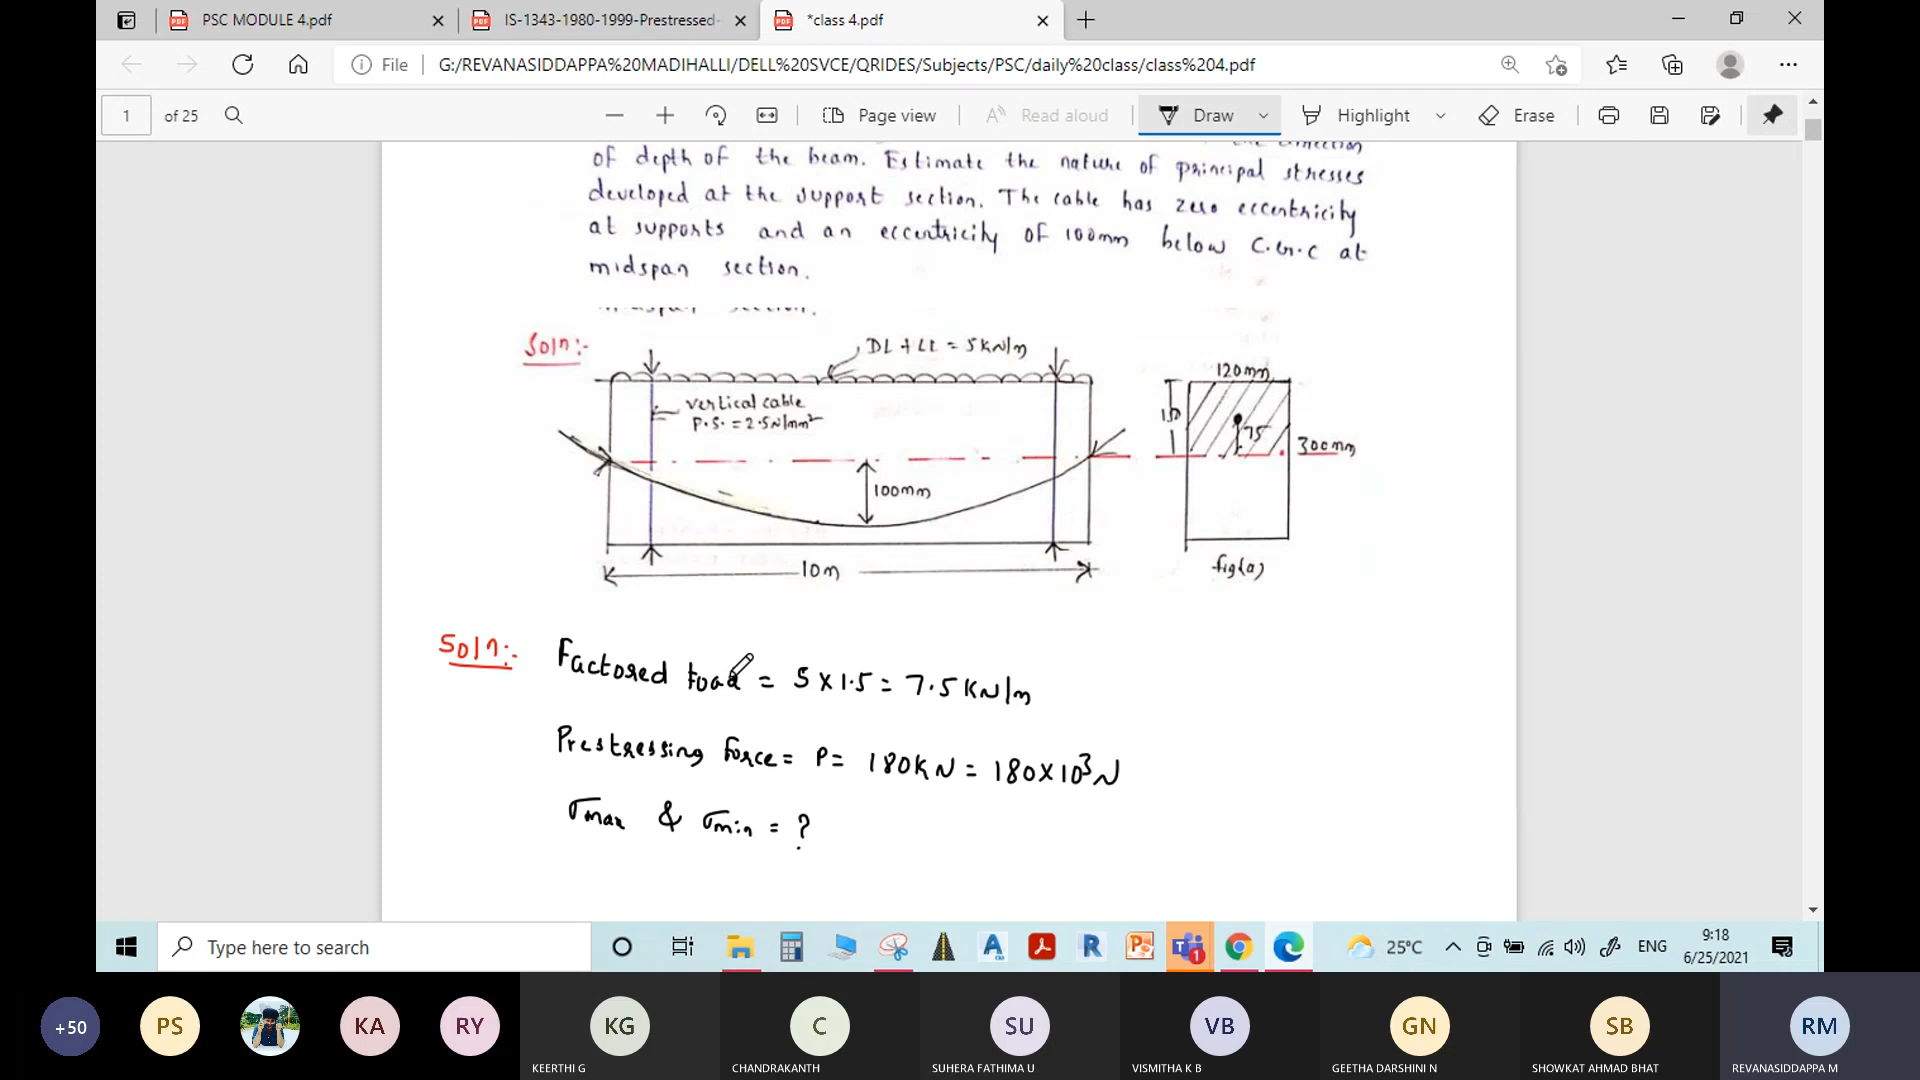 PSC MODULE 4.pdf
IS-1343-1980-1999-Prestressed-
*class 4.pdf
File G:/REVANASIDDAPPA%20MADIHALLI/DELL%20SVCE/QRIDES/Subjects/PSC/daily%20class/class%204.pdf
1 of 25
Page view
Read aloud
Draw
Highlight
Erase
of depth of the beam. Estimate the nature of principal stresses
developed at the support section. The cable has zero eccentricity
at supports and an eccentricity of 100mm below C.G.C at
midspan section.
Soln:-
DL + LL = 5kN/m
vertical cable
P.S. = 2.5N/mm²
100mm
10m
120mm
150
75
300mm
fig(a)
Soln:-
Factored load = 5 x 1.5 = 7.5 KN/m
Prestressing force = P = 180KN = 180x10³N
σmax & σmin = ?
Type here to search
25°C
ENG
9:18
6/25/2021
+50
PS
KA
RY
KG
C
SU
VB
GN
SB
RM
KEERTHI G
CHANDRAKANTH
SUHERA FATHIMA U
VISMITHA K B
GEETHA DARSHINI N
SHOWKAT AHMAD BHAT
REVANASIDDAPPA M